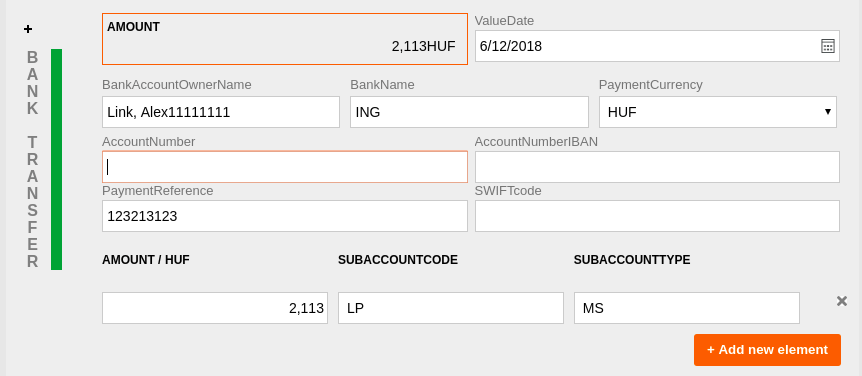 +
BANK TRANSFER
AMOUNT
2,113HUF
ValueDate
6/12/2018
BankAccountOwnerName
Link, Alex11111111
BankName
ING
PaymentCurrency
HUF
AccountNumber
AccountNumberIBAN
PaymentReference
123213123
SWIFTcode
AMOUNT / HUF SUBACCOUNTCODE SUBACCOUNTTYPE
2,113 LP MS
+ Add new element